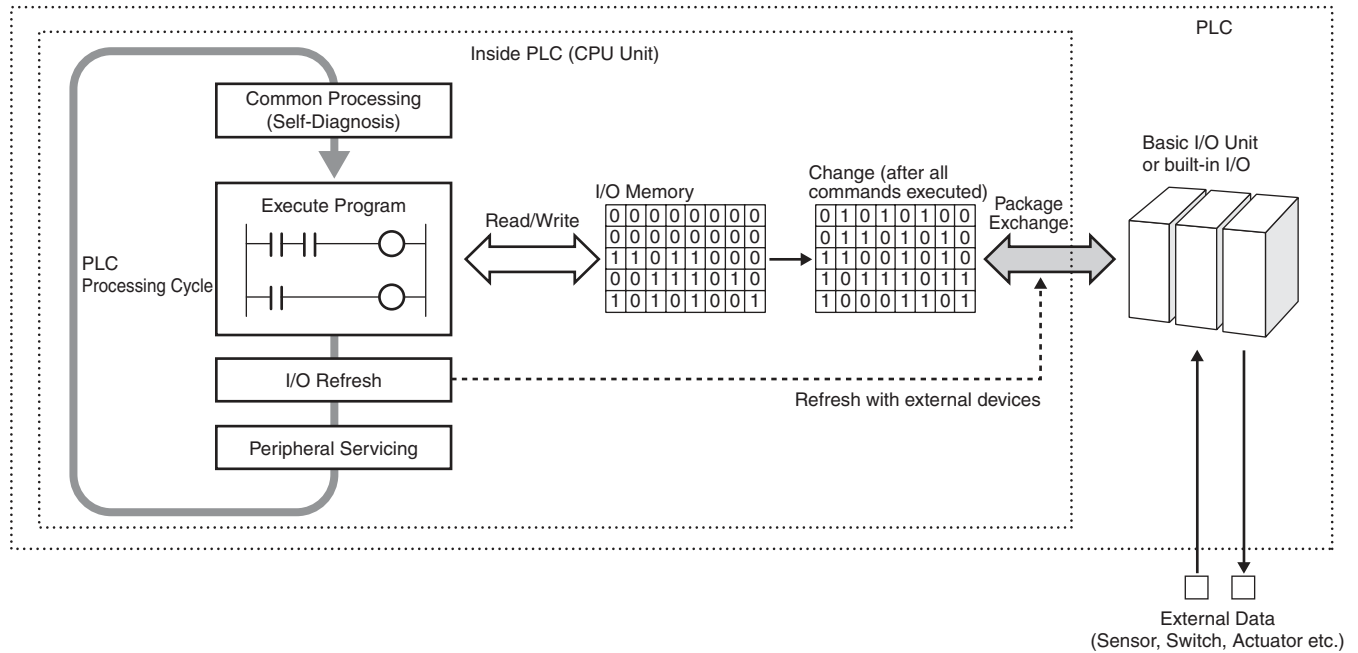 PLC
Inside PLC (CPU Unit)
Common Processing
(Self-Diagnosis)
Execute Program
PLC
Processing Cycle
I/O Refresh
Peripheral Servicing
Read/Write
I/O Memory
0 0 0 0 0 0 0 0
0 0 0 0 0 0 0 0
1 1 0 1 1 0 0 0
0 0 1 1 1 0 1 0
1 0 1 0 1 0 0 1
Change (after all
commands executed)
0 1 0 1 0 1 0 0
0 1 1 0 1 0 1 0
1 1 0 0 1 0 1 0
1 0 1 1 1 0 1 1
1 0 0 0 1 1 0 1
Package
Exchange
Refresh with external devices
Basic I/O Unit
or built-in I/O
External Data
(Sensor, Switch, Actuator etc.)